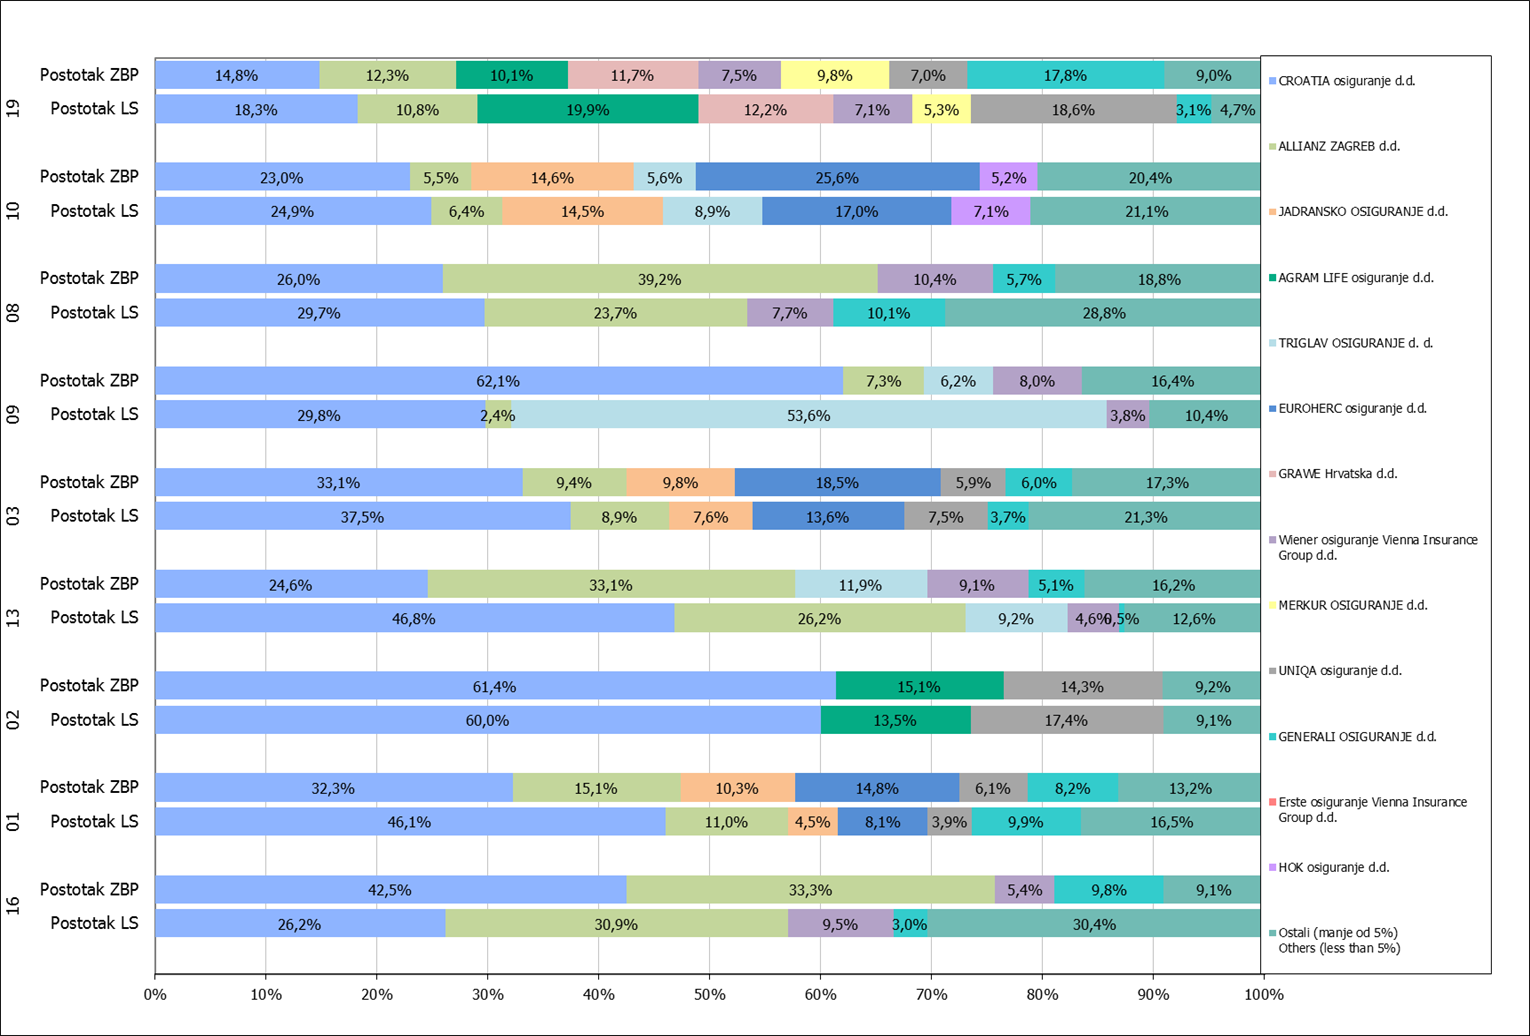 19
Postotak ZBP
14,8% 12,3% 10,1% 11,7% 7,5% 9,8% 7,0% 17,8% 9,0%
Postotak LS
18,3% 10,8% 19,9% 12,2% 7,1% 5,3% 18,6% 3,1% 4,7%
10
Postotak ZBP
23,0% 5,5% 14,6% 5,6% 25,6% 5,2% 20,4%
Postotak LS
24,9% 6,4% 14,5% 8,9% 17,0% 7,1% 21,1%
08
Postotak ZBP
26,0% 39,2% 10,4% 5,7% 18,8%
Postotak LS
29,7% 23,7% 7,7% 10,1% 28,8%
09
Postotak ZBP
62,1% 7,3% 6,2% 8,0% 16,4%
Postotak LS
29,8% 2,4% 53,6% 3,8% 10,4%
03
Postotak ZBP
33,1% 9,4% 9,8% 18,5% 5,9% 6,0% 17,3%
Postotak LS
37,5% 8,9% 7,6% 13,6% 7,5% 3,7% 21,3%
13
Postotak ZBP
24,6% 33,1% 11,9% 9,1% 5,1% 16,2%
Postotak LS
46,8% 26,2% 9,2% 4,6% 0,5% 12,6%
02
Postotak ZBP
61,4% 15,1% 14,3% 9,2%
Postotak LS
60,0% 13,5% 17,4% 9,1%
01
Postotak ZBP
32,3% 15,1% 10,3% 14,8% 6,1% 8,2% 13,2%
Postotak LS
46,1% 11,0% 4,5% 8,1% 3,9% 9,9% 16,5%
16
Postotak ZBP
42,5% 33,3% 5,4% 9,8% 9,1%
Postotak LS
26,2% 30,9% 9,5% 3,0% 30,4%
0% 10% 20% 30% 40% 50% 60% 70% 80% 90% 100%
CROATIA osiguranje d.d.
ALLIANZ ZAGREB d.d.
JADRANSKO OSIGURANJE d.d.
AGRAM LIFE osiguranje d.d.
TRIGLAV OSIGURANJE d. d.
EUROHERC osiguranje d.d.
GRAWE Hrvatska d.d.
Wiener osiguranje Vienna Insurance
Group d.d.
MERKUR OSIGURANJE d.d.
UNIQA osiguranje d.d.
GENERALI OSIGURANJE d.d.
Erste osiguranje Vienna Insurance
Group d.d.
HOK osiguranje d.d.
Ostali (manje od 5%)
Others (less than 5%)